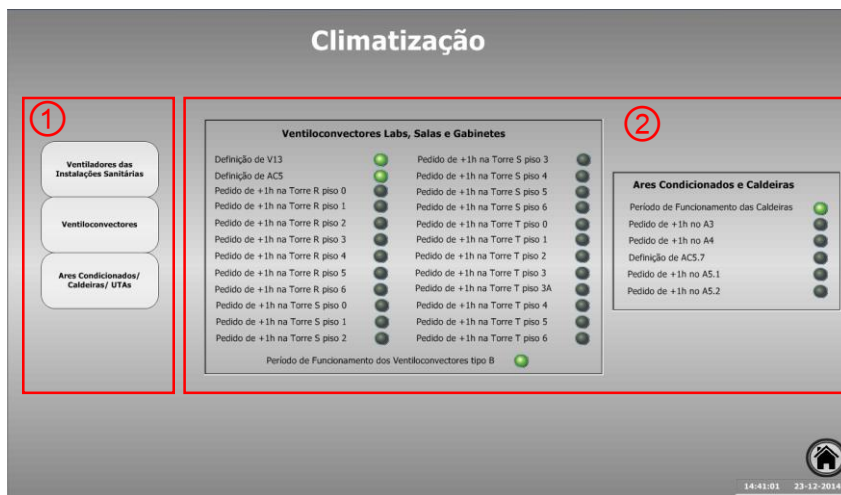 Climatização
1
Ventiladores das
Instalações Sanitárias
Ventiloconvectores
Ares Condicionados/
Caldeiras/ UTAs
2
Ventiloconvectores Labs, Salas e Gabinetes
Definição de V13
Definição de AC5
Pedido de +1h na Torre R piso 0
Pedido de +1h na Torre R piso 1
Pedido de +1h na Torre R piso 2
Pedido de +1h na Torre R piso 3
Pedido de +1h na Torre R piso 4
Pedido de +1h na Torre R piso 5
Pedido de +1h na Torre R piso 6
Pedido de +1h na Torre S piso 0
Pedido de +1h na Torre S piso 1
Pedido de +1h na Torre S piso 2
Pedido de +1h na Torre S piso 3
Pedido de +1h na Torre S piso 4
Pedido de +1h na Torre S piso 5
Pedido de +1h na Torre S piso 6
Pedido de +1h na Torre T piso 0
Pedido de +1h na Torre T piso 1
Pedido de +1h na Torre T piso 2
Pedido de +1h na Torre T piso 3
Pedido de +1h na Torre T piso 3A
Pedido de +1h na Torre T piso 4
Pedido de +1h na Torre T piso 5
Pedido de +1h na Torre T piso 6
Período de Funcionamento dos Ventiloconvectores tipo B
Ares Condicionados e Caldeiras
Período de Funcionamento das Caldeiras
Pedido de +1h no A3
Pedido de +1h no A4
Definição de AC5.7
Pedido de +1h no A5.1
Pedido de +1h no A5.2
14:41:01 23-12-2014